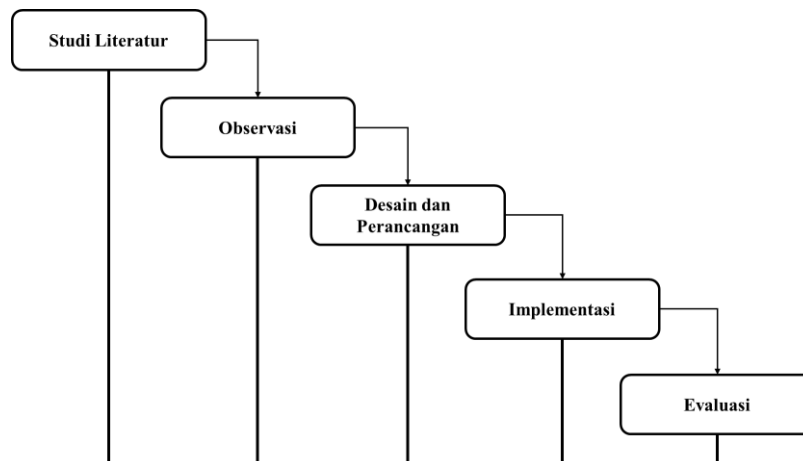 Studi Literatur
Observasi
Desain dan
Perancangan
Implementasi
Evaluasi